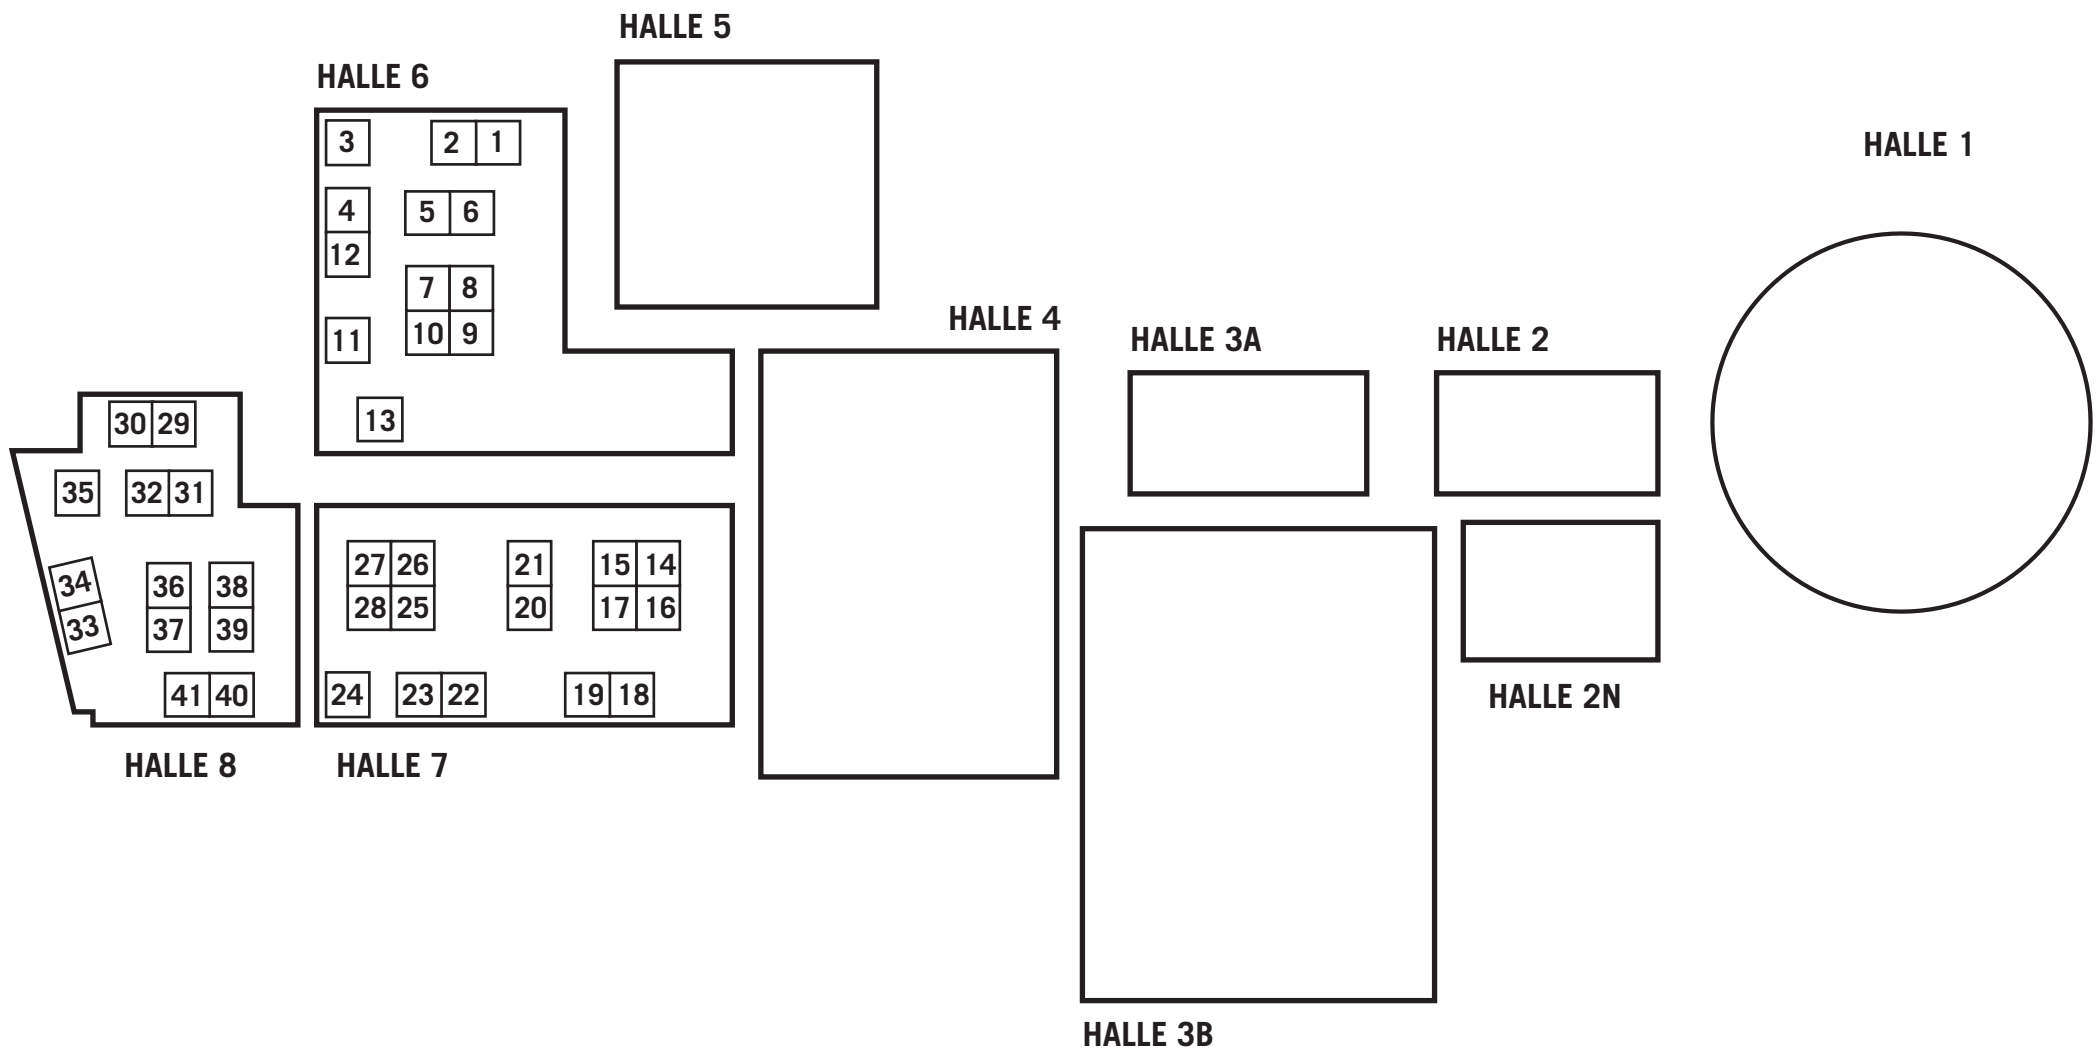 HALLE 5
HALLE 6
3 2 1
HALLE 1
4 5 6
12
7 8
HALLE 4
10 9
11
HALLE 3A HALLE 2
13
30 29
35 32 31
27 26 21 15 14
34 36 38
28 25 20 17 16
33 37 39
41 40 24 23 22 19 18
HALLE 2N
HALLE 8 HALLE 7
HALLE 3B